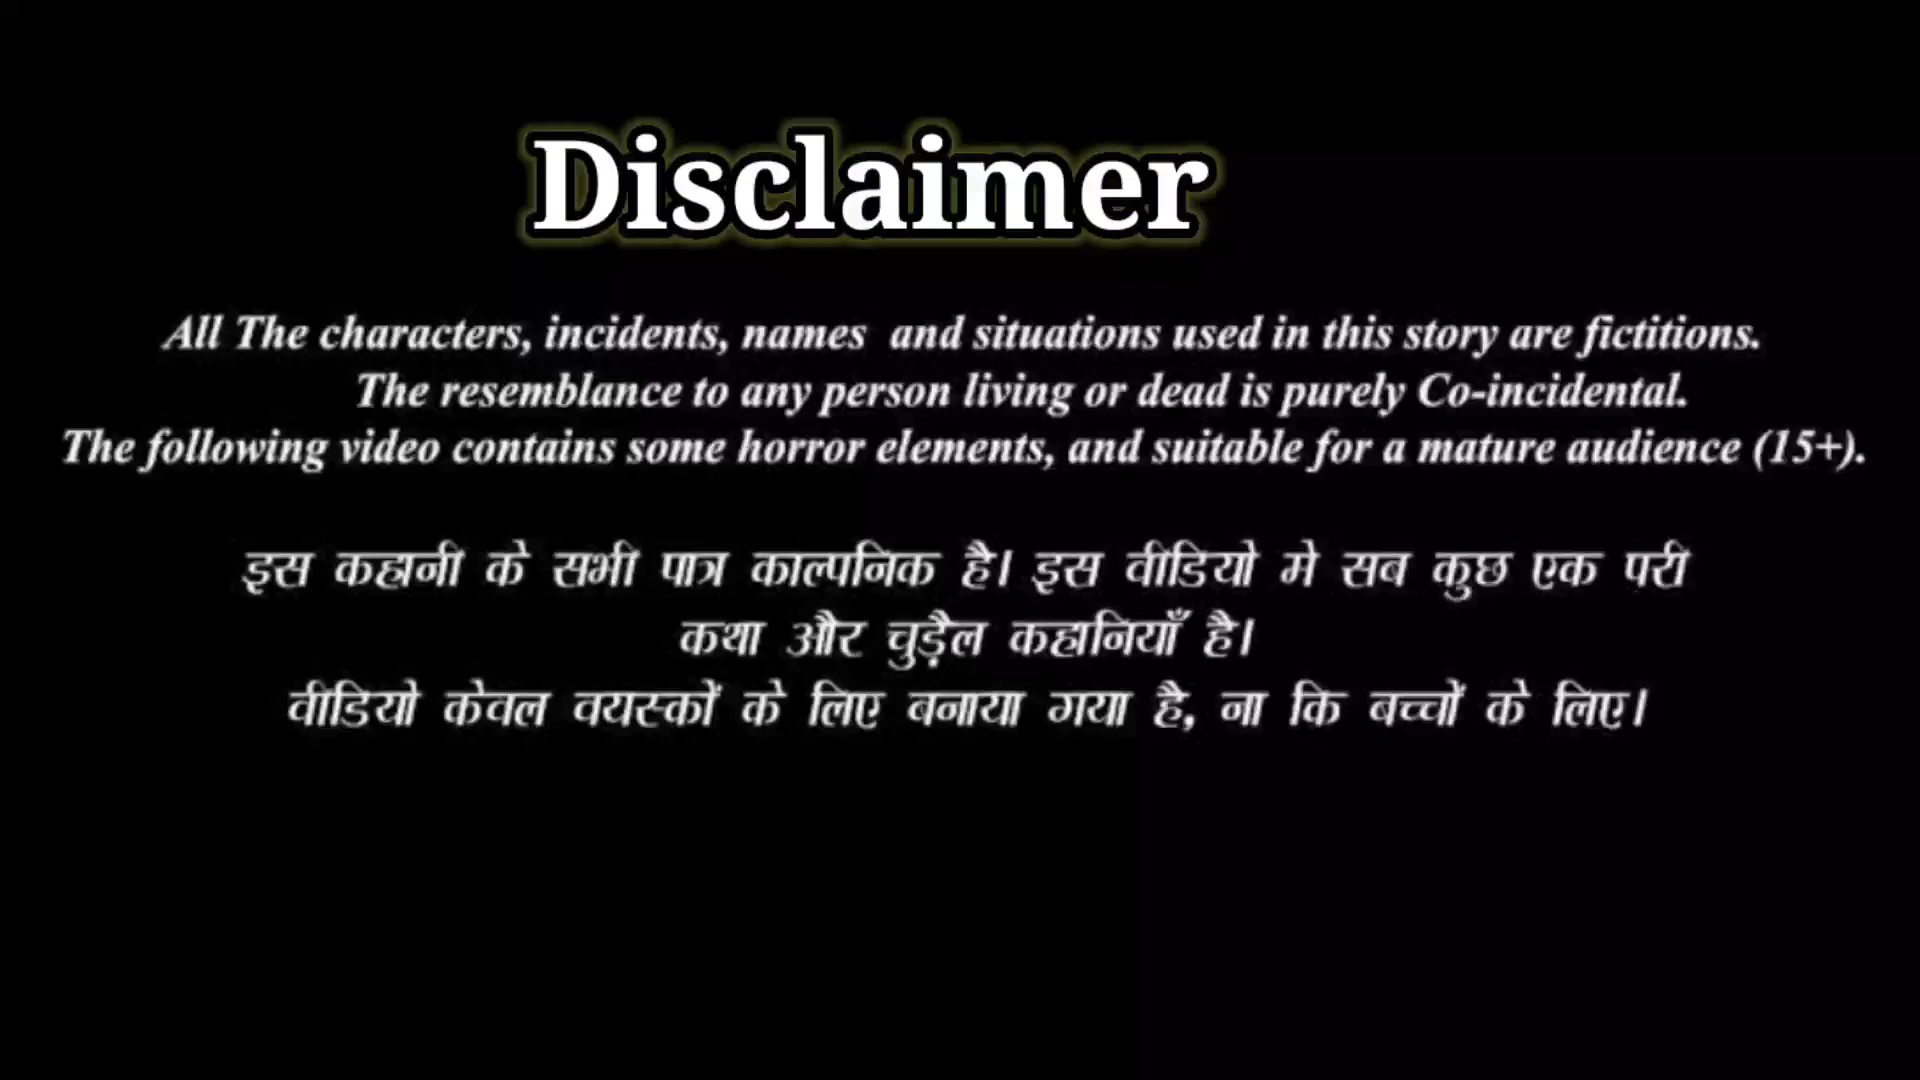 Disclaimer
All The characters, incidents, names and situations used in this story are fictitions.
The resemblance to any person living or dead is purely Co-incidental.
The following video contains some horror elements, and suitable for a mature audience (15+).
इस कहानी के सभी पात्र काल्पनिक है। इस वीडियो मे सब कुछ एक परी
कथा और चुड़ैल कहानियाँ है।
वीडियो केवल वयस्कों के लिए बनाया गया है, ना कि बच्चों के लिए।